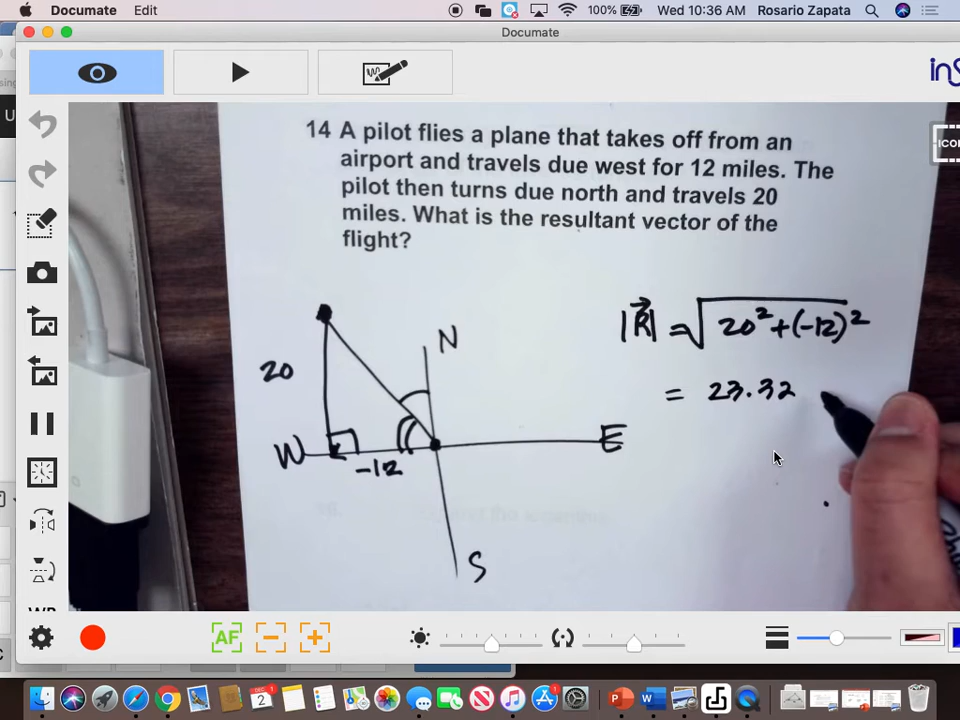 Documate Edit 100% Wed 10:36 AM Rosario Zapata
Documate
14 A pilot flies a plane that takes off from an
airport and travels due west for 12 miles. The
pilot then turns due north and travels 20
miles. What is the resultant vector of the
flight?
|R| = √20² + (-12)²
= 23.32
N
20
W
E
-12
S
AF
DEC
2